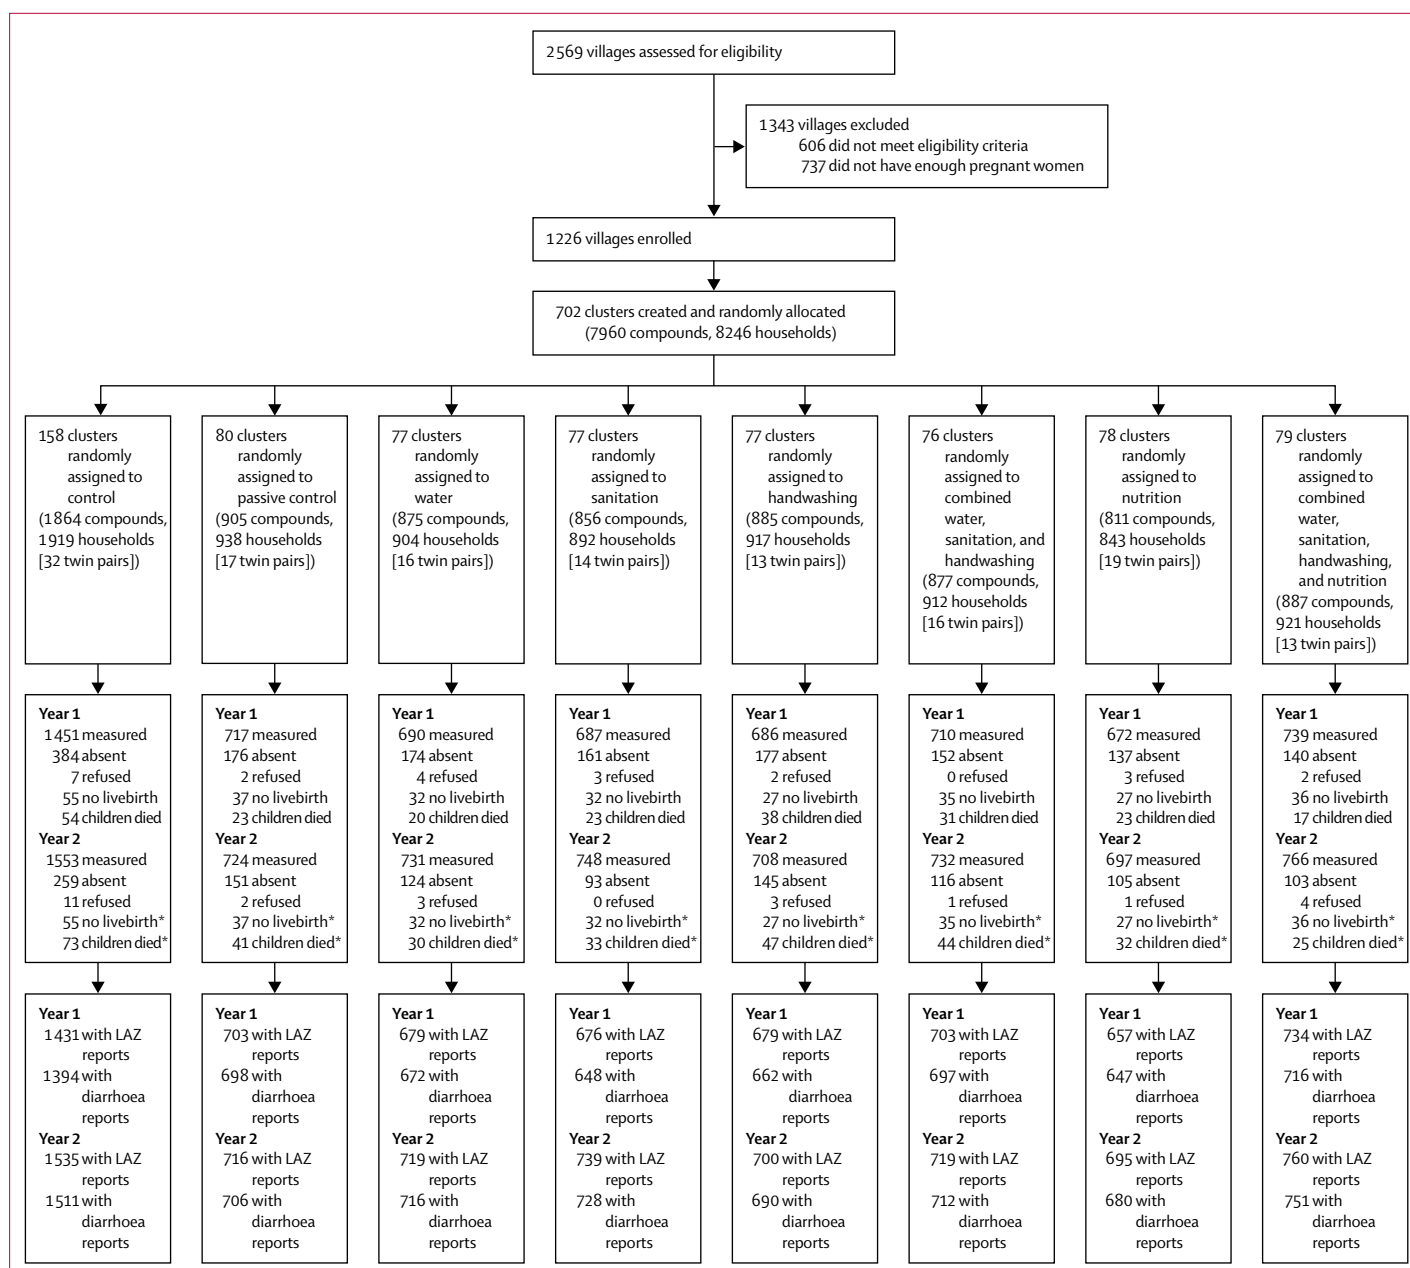 2569 villages assessed for eligibility
1343 villages excluded
606 did not meet eligibility criteria
737 did not have enough pregnant women
1226 villages enrolled
702 clusters created and randomly allocated
(7960 compounds, 8246 households)
158 clusters
randomly
assigned to
control
(1864 compounds,
1919 households
[32 twin pairs])
80 clusters
randomly
assigned to
passive control
(905 compounds,
938 households
[17 twin pairs])
77 clusters
randomly
assigned to
water
(875 compounds,
904 households
[16 twin pairs])
77 clusters
randomly
assigned to
sanitation
(856 compounds,
892 households
[14 twin pairs])
77 clusters
randomly
assigned to
handwashing
(885 compounds,
917 households
[13 twin pairs])
76 clusters
randomly
assigned to
combined
water,
sanitation, and
handwashing
(877 compounds,
912 households
[16 twin pairs])
78 clusters
randomly
assigned to
nutrition
(811 compounds,
843 households
[19 twin pairs])
79 clusters
randomly
assigned to
combined
water,
sanitation,
handwashing,
and nutrition
(887 compounds,
921 households
[13 twin pairs])
Year 1
1451 measured
384 absent
7 refused
55 no livebirth
54 children died
Year 2
1553 measured
259 absent
11 refused
55 no livebirth*
73 children died*
Year 1
717 measured
176 absent
2 refused
37 no livebirth
23 children died
Year 2
724 measured
151 absent
2 refused
37 no livebirth*
41 children died*
Year 1
690 measured
174 absent
4 refused
32 no livebirth
20 children died
Year 2
731 measured
124 absent
3 refused
32 no livebirth*
30 children died*
Year 1
687 measured
161 absent
3 refused
32 no livebirth
23 children died
Year 2
748 measured
93 absent
0 refused
32 no livebirth*
33 children died*
Year 1
686 measured
177 absent
2 refused
27 no livebirth
38 children died
Year 2
708 measured
145 absent
3 refused
27 no livebirth*
47 children died*
Year 1
710 measured
152 absent
0 refused
35 no livebirth
31 children died
Year 2
732 measured
116 absent
1 refused
35 no livebirth*
44 children died*
Year 1
672 measured
137 absent
3 refused
27 no livebirth
23 children died
Year 2
697 measured
105 absent
1 refused
27 no livebirth*
32 children died*
Year 1
739 measured
140 absent
2 refused
36 no livebirth
17 children died
Year 2
766 measured
103 absent
4 refused
36 no livebirth*
25 children died*
Year 1
1431 with LAZ
reports
1394 with
diarrhoea
reports
Year 2
1535 with LAZ
reports
1511 with
diarrhoea
reports
Year 1
703 with LAZ
reports
698 with
diarrhoea
reports
Year 2
716 with LAZ
reports
706 with
diarrhoea
reports
Year 1
679 with LAZ
reports
672 with
diarrhoea
reports
Year 2
719 with LAZ
reports
716 with
diarrhoea
reports
Year 1
676 with LAZ
reports
648 with
diarrhoea
reports
Year 2
739 with LAZ
reports
728 with
diarrhoea
reports
Year 1
679 with LAZ
reports
662 with
diarrhoea
reports
Year 2
700 with LAZ
reports
690 with
diarrhoea
reports
Year 1
703 with LAZ
reports
697 with
diarrhoea
reports
Year 2
719 with LAZ
reports
712 with
diarrhoea
reports
Year 1
657 with LAZ
reports
647 with
diarrhoea
reports
Year 2
695 with LAZ
reports
680 with
diarrhoea
reports
Year 1
734 with LAZ
reports
716 with
diarrhoea
reports
Year 2
760 with LAZ
reports
751 with
diarrhoea
reports